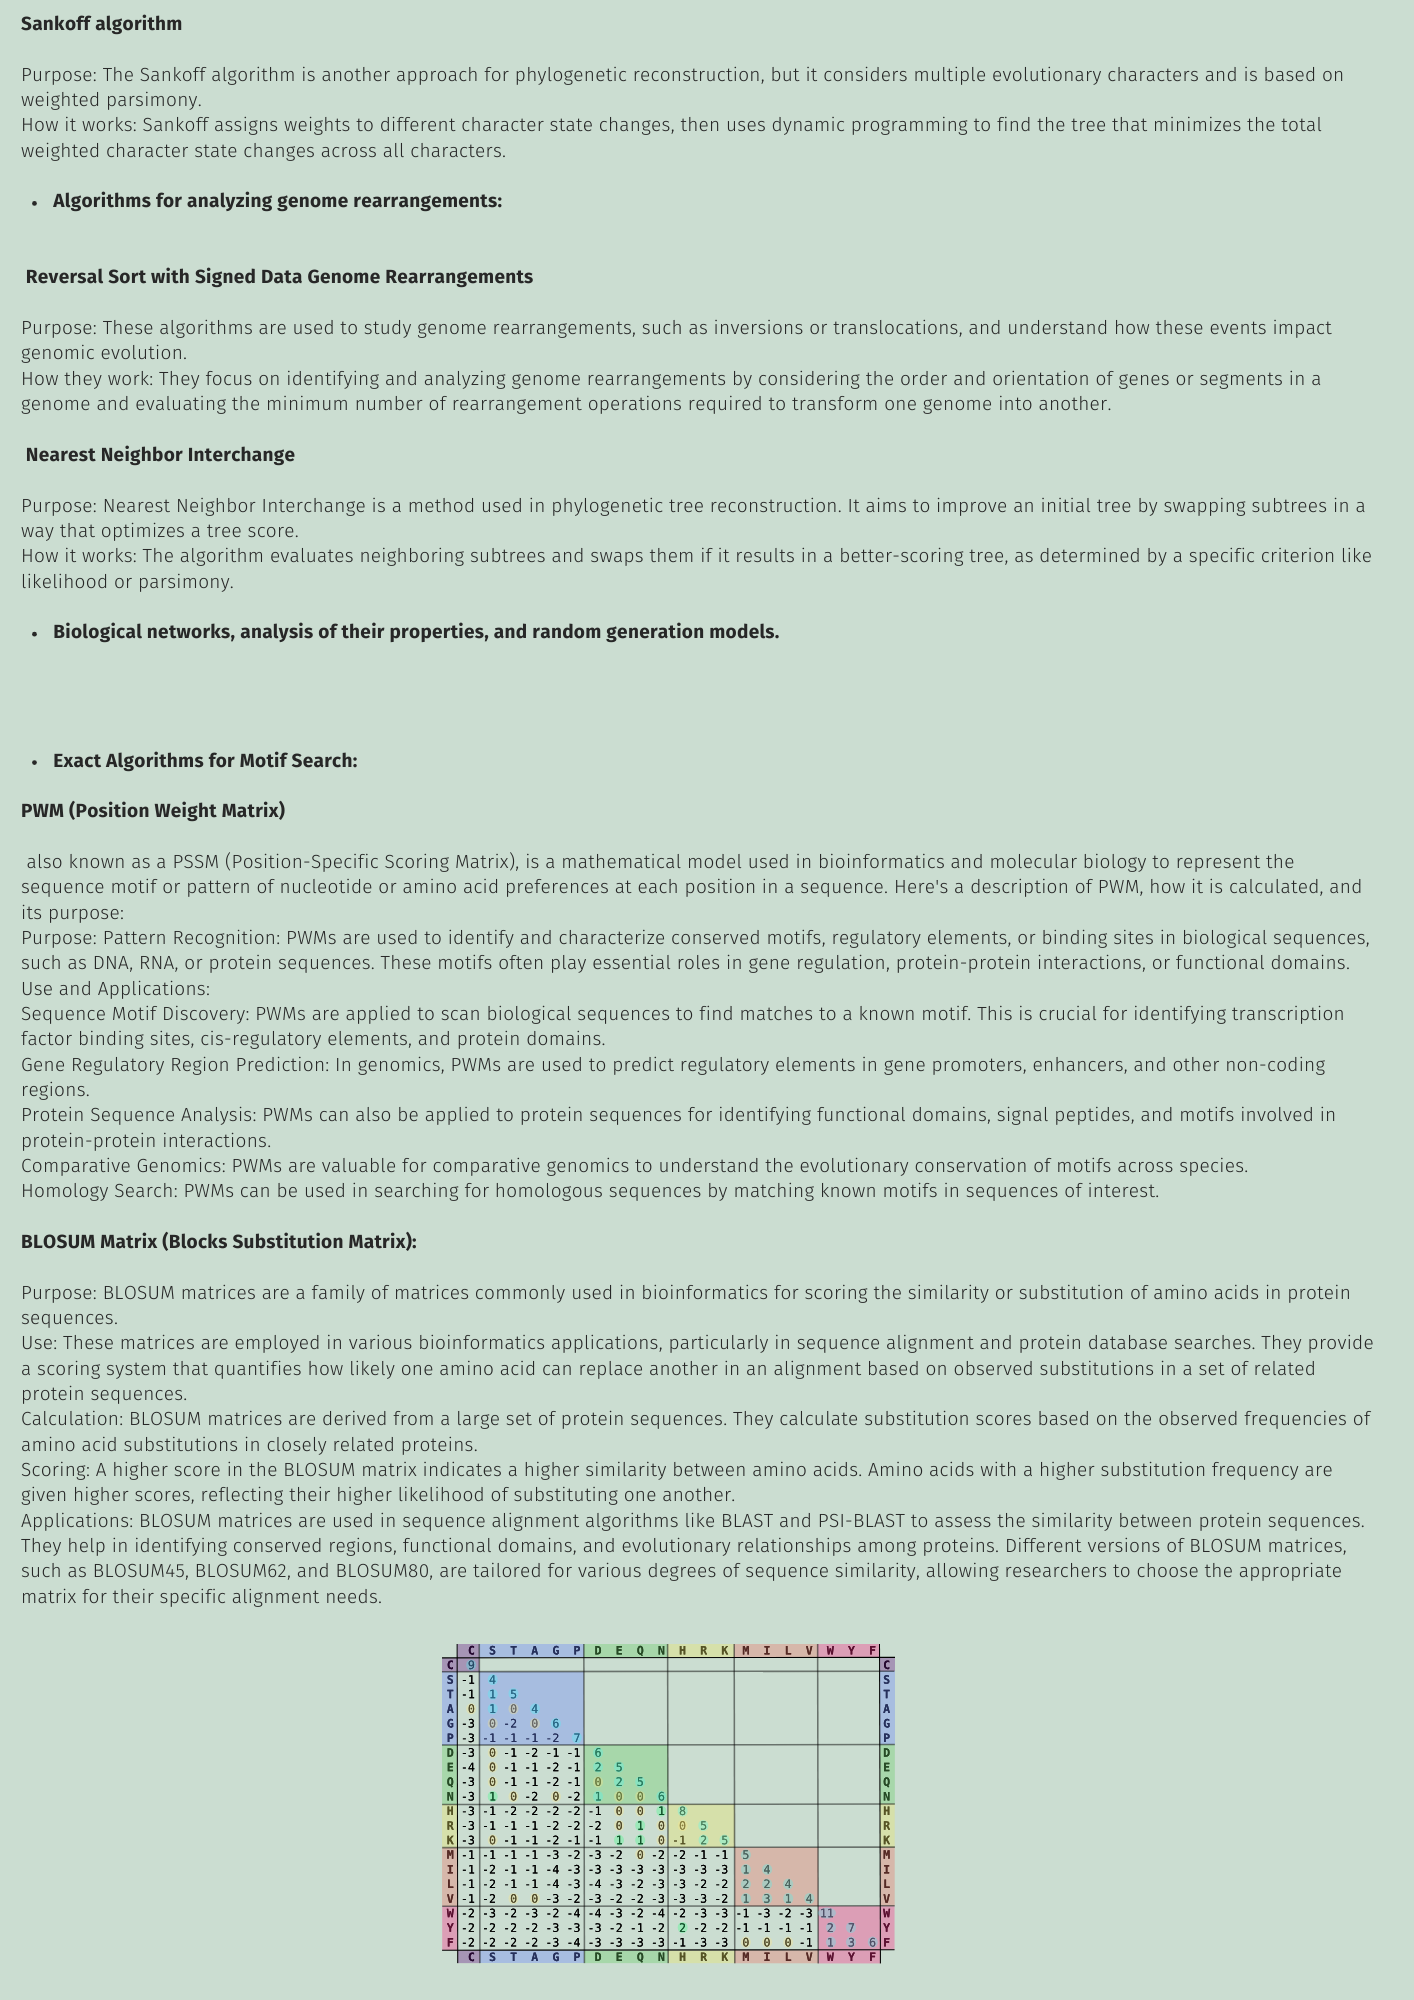 Sankoff algorithm
Purpose: The Sankoff algorithm is another approach for phylogenetic reconstruction, but it considers multiple evolutionary characters and is based on
weighted parsimony.
How it works: Sankoff assigns weights to different character state changes, then uses dynamic programming to find the tree that minimizes the total
weighted character state changes across all characters.
• Algorithms for analyzing genome rearrangements:
Reversal Sort with Signed Data Genome Rearrangements
Purpose: These algorithms are used to study genome rearrangements, such as inversions or translocations, and understand how these events impact
genomic evolution.
How they work: They focus on identifying and analyzing genome rearrangements by considering the order and orientation of genes or segments in a
genome and evaluating the minimum number of rearrangement operations required to transform one genome into another.
Nearest Neighbor Interchange
Purpose: Nearest Neighbor Interchange is a method used in phylogenetic tree reconstruction. It aims to improve an initial tree by swapping subtrees in a
way that optimizes a tree score.
How it works: The algorithm evaluates neighboring subtrees and swaps them if it results in a better-scoring tree, as determined by a specific criterion like
likelihood or parsimony.
• Biological networks, analysis of their properties, and random generation models.
• Exact Algorithms for Motif Search:
PWM (Position Weight Matrix)
also known as a PSSM (Position-Specific Scoring Matrix), is a mathematical model used in bioinformatics and molecular biology to represent the
sequence motif or pattern of nucleotide or amino acid preferences at each position in a sequence. Here's a description of PWM, how it is calculated, and
its purpose:
Purpose: Pattern Recognition: PWMs are used to identify and characterize conserved motifs, regulatory elements, or binding sites in biological sequences,
such as DNA, RNA, or protein sequences. These motifs often play essential roles in gene regulation, protein-protein interactions, or functional domains.
Use and Applications:
Sequence Motif Discovery: PWMs are applied to scan biological sequences to find matches to a known motif. This is crucial for identifying transcription
factor binding sites, cis-regulatory elements, and protein domains.
Gene Regulatory Region Prediction: In genomics, PWMs are used to predict regulatory elements in gene promoters, enhancers, and other non-coding
regions.
Protein Sequence Analysis: PWMs can also be applied to protein sequences for identifying functional domains, signal peptides, and motifs involved in
protein-protein interactions.
Comparative Genomics: PWMs are valuable for comparative genomics to understand the evolutionary conservation of motifs across species.
Homology Search: PWMs can be used in searching for homologous sequences by matching known motifs in sequences of interest.
BLOSUM Matrix (Blocks Substitution Matrix):
Purpose: BLOSUM matrices are a family of matrices commonly used in bioinformatics for scoring the similarity or substitution of amino acids in protein
sequences.
Use: These matrices are employed in various bioinformatics applications, particularly in sequence alignment and protein database searches. They provide
a scoring system that quantifies how likely one amino acid can replace another in an alignment based on observed substitutions in a set of related
protein sequences.
Calculation: BLOSUM matrices are derived from a large set of protein sequences. They calculate substitution scores based on the observed frequencies of
amino acid substitutions in closely related proteins.
Scoring: A higher score in the BLOSUM matrix indicates a higher similarity between amino acids. Amino acids with a higher substitution frequency are
given higher scores, reflecting their higher likelihood of substituting one another.
Applications: BLOSUM matrices are used in sequence alignment algorithms like BLAST and PSI-BLAST to assess the similarity between protein sequences.
They help in identifying conserved regions, functional domains, and evolutionary relationships among proteins. Different versions of BLOSUM matrices,
such as BLOSUM45, BLOSUM62, and BLOSUM80, are tailored for various degrees of sequence similarity, allowing researchers to choose the appropriate
matrix for their specific alignment needs.
C S T A G P D E Q N H R K M I L V W Y F
C 9 C
S -1 4 S
T -1 1 5 T
A 0 1 0 4 A
G -3 0 -2 0 6 G
P -3 -1 -1 -1 -2 7 P
D -3 0 -1 -2 -1 -1 6 D
E -4 0 -1 -1 -2 -1 2 5 E
Q -3 0 -1 -1 -2 -1 0 2 5 Q
N -3 1 0 -2 0 -2 1 0 0 6 N
H -3 -1 -2 -2 -2 -2 -1 0 0 1 8 H
R -3 -1 -1 -1 -2 -2 -2 0 1 0 0 5 R
K -3 0 -1 -1 -2 -1 -1 1 1 0 -1 2 5 K
M -1 -1 -1 -1 -3 -2 -3 -2 0 -2 -2 -1 -1 5 M
I -1 -2 -1 -1 -4 -3 -3 -3 -3 -3 -3 -3 -3 1 4 I
L -1 -2 -1 -1 -4 -3 -4 -3 -2 -3 -3 -2 -2 2 2 4 L
V -1 -2 0 0 -3 -2 -3 -2 -2 -3 -3 -3 -2 1 3 1 4 V
W -2 -3 -2 -3 -2 -4 -4 -3 -2 -4 -2 -3 -3 -1 -3 -2 -3 11 W
Y -2 -2 -2 -2 -3 -3 -3 -2 -1 -2 2 -2 -2 -1 -1 -1 -1 2 7 Y
F -2 -2 -2 -2 -3 -4 -3 -3 -3 -3 -1 -3 -3 0 0 0 -1 1 3 6 F
C S T A G P D E Q N H R K M I L V W Y F